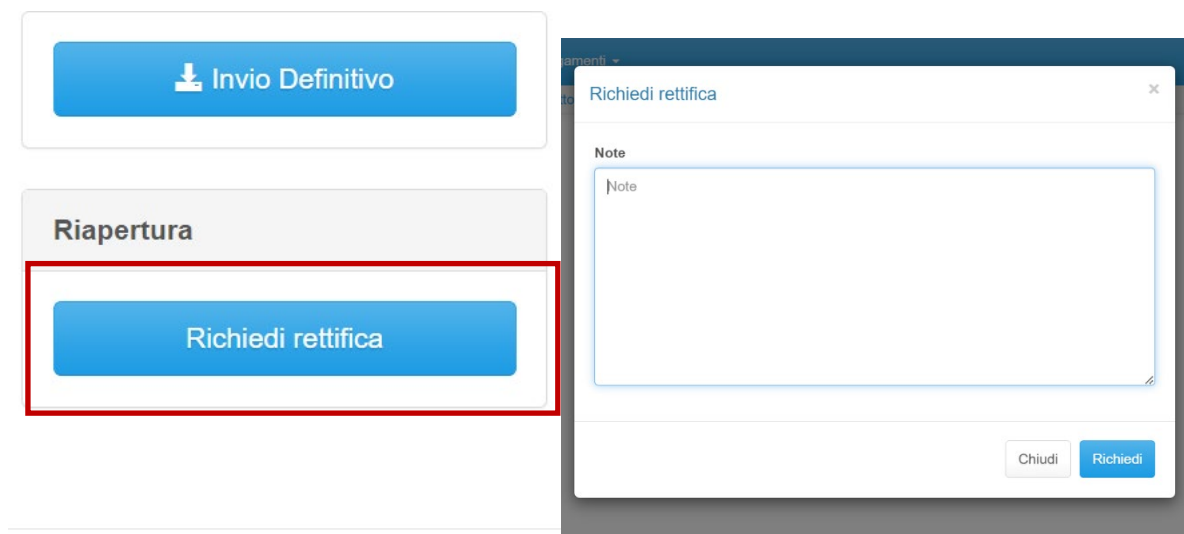 Invio Definitivo
Riapertura
Richiedi rettifica
Richiedi rettifica
×
Note
Note
Chiudi
Richiedi